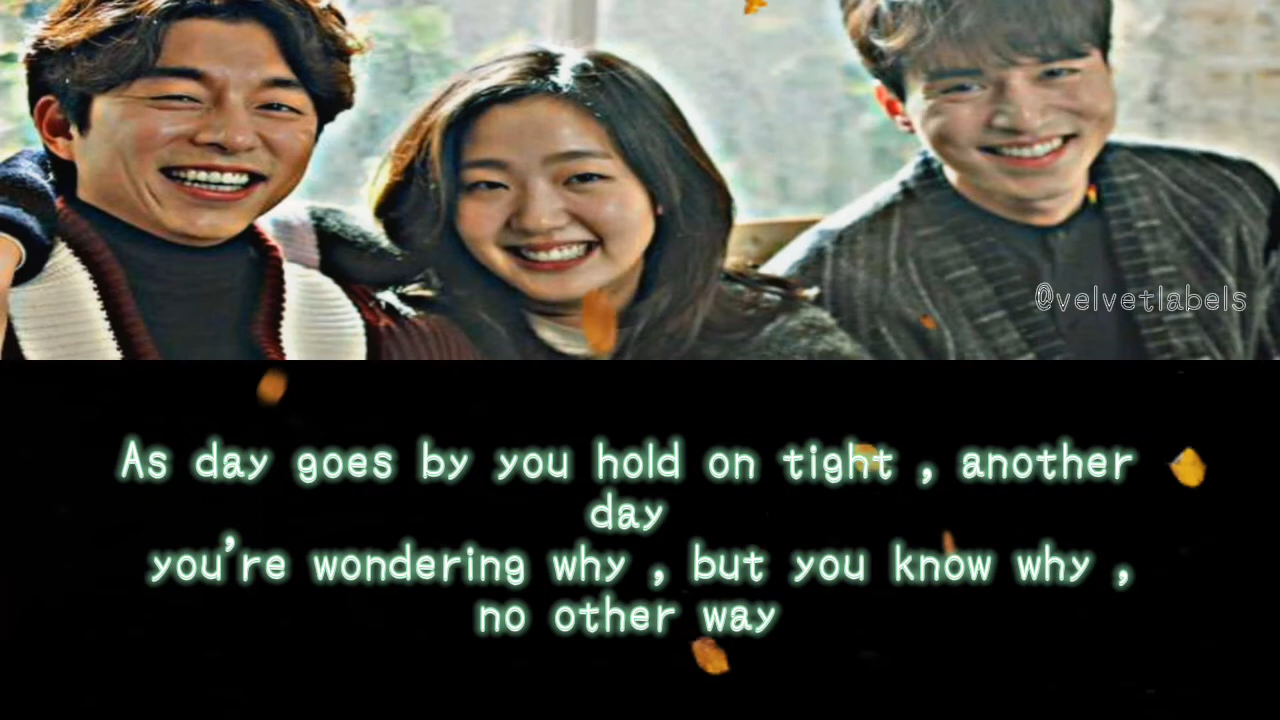 @velvetlabels
As day goes by you hold on tight , another
day
you're wondering why , but you know why ,
no other way